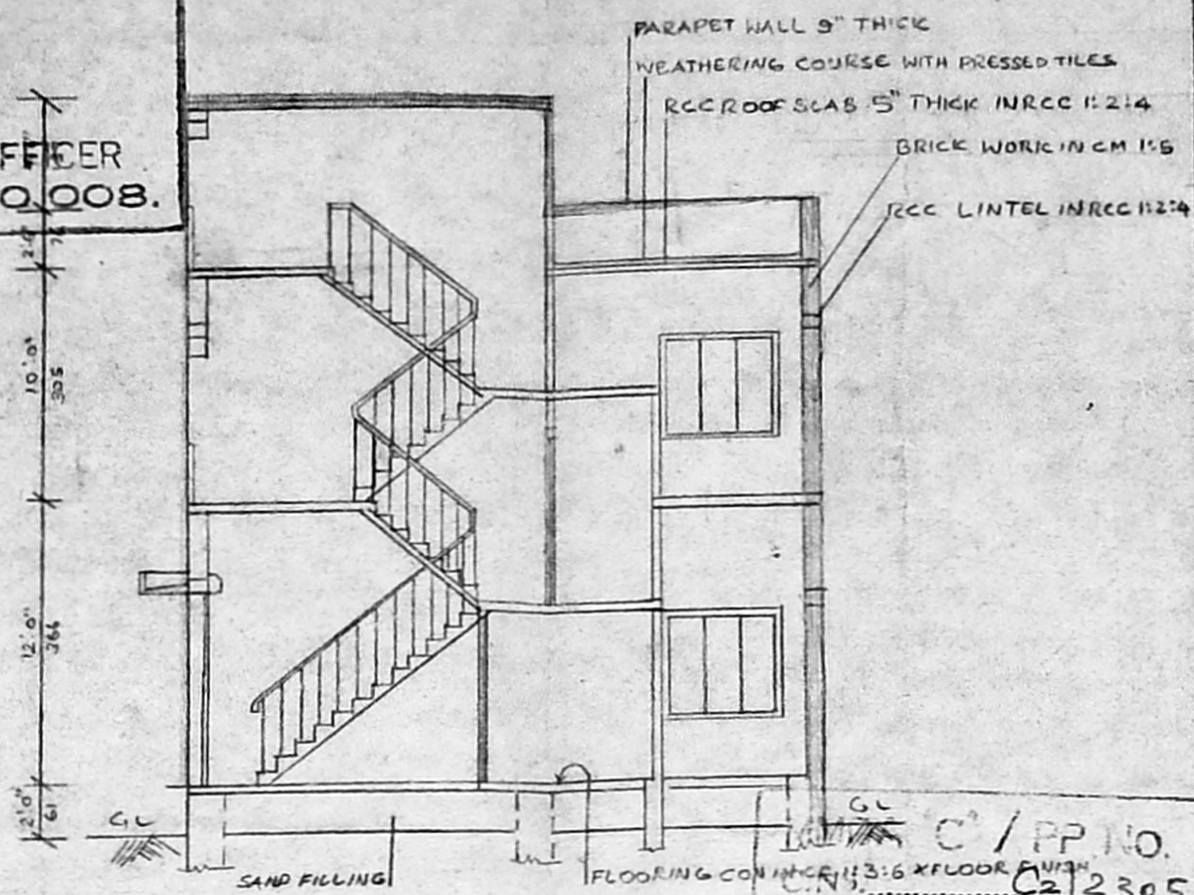 PARAPET WALL 9" THICK
WEATHERING COURSE WITH PRESSED TILES
RCC ROOF SLAB 5" THICK IN RCC 1:2:4
BRICK WORK IN CM 1:5
RCC LINTEL IN RCC 1:2:4
FFICER
0 008.
10'.0"
305
12'.0"
366
2'.0"
61
G.L
G.L
SAND FILLING
FLOORING CON 1:3:6 X FLOOR FINISH
'C' / PP NO.
C2 / 2305